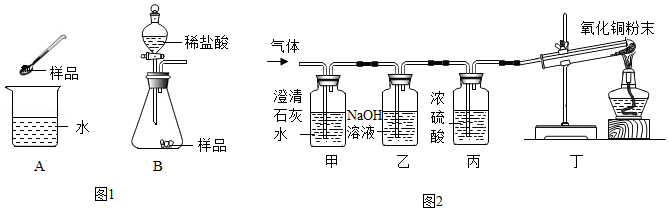 样品
水
A
稀盐酸
样品
B
图1
气体
澄清
石灰
水
甲
NaOH
溶液
乙
浓
硫
酸
丙
氧化铜粉末
丁
图2